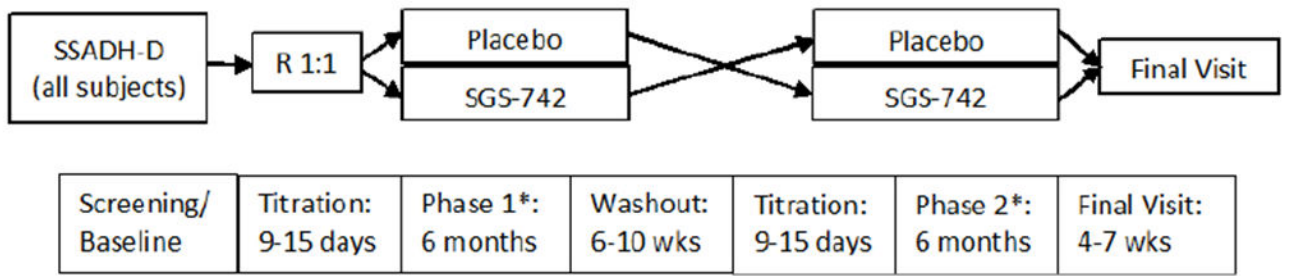 SSADH-D
(all subjects)
R 1:1
Placebo
SGS-742
Placebo
SGS-742
Final Visit
Screening/
Baseline
Titration:
9-15 days
Phase 1*:
6 months
Washout:
6-10 wks
Titration:
9-15 days
Phase 2*:
6 months
Final Visit:
4-7 wks